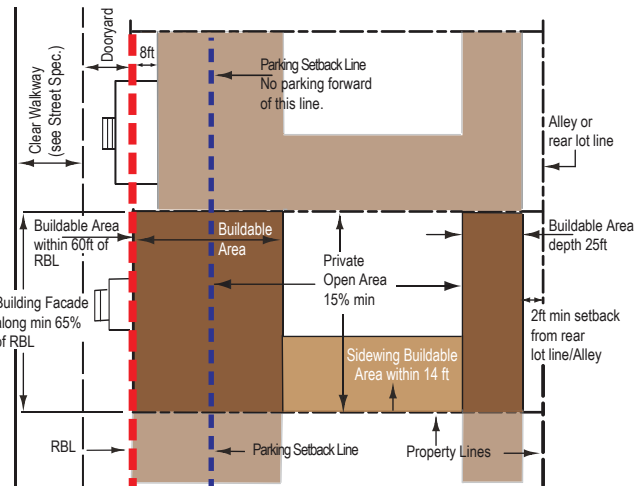 Dooryard
Clear Walkway
(see Street Spec.)
8ft
Parking Setback Line
No parking forward
of this line.
Alley or
rear lot line
Buildable Area
within 60ft of
RBL
Buildable
Area
Buildable Area
depth 25ft
Private
Open Area
15% min
Building Facade
along min 65%
of RBL
2ft min setback
from rear
lot line/Alley
Sidewing Buildable
Area within 14 ft
RBL
Parking Setback Line
Property Lines